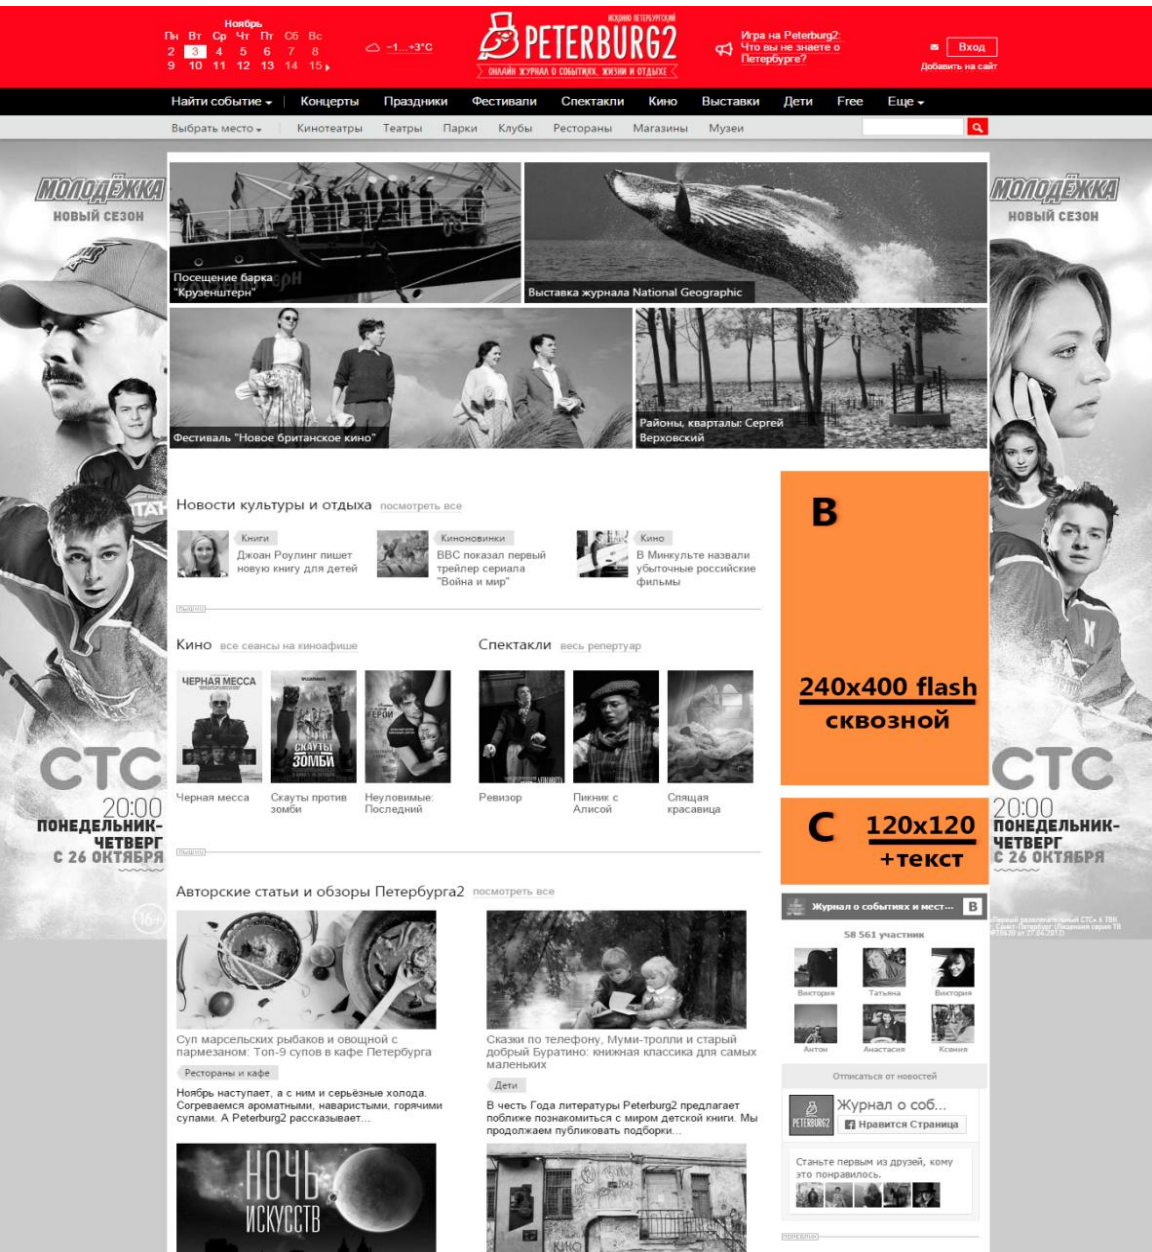 Ноябрь
Пн Вт Ср Чт Пт Сб Вс
2 3 4 5 6 7 8
9 10 11 12 13 14 15
−1...+3°C
ИСКОННО ПЕТЕРБУРГСКИЙ
PETERBURG2
ОНЛАЙН ЖУРНАЛ О СОБЫТИЯХ, ЖИЗНИ И ОТДЫХЕ
Игра на Peterburg2:
Что вы не знаете о
Петербурге?
Вход
Добавить на сайт
Найти событие Концерты Праздники Фестивали Спектакли Кино Выставки Дети Free Еще
Выбрать место Кинотеатры Театры Парки Клубы Рестораны Магазины Музеи
МОЛОДЁЖКА
НОВЫЙ СЕЗОН
СТС
20:00
ПОНЕДЕЛЬНИК-
ЧЕТВЕРГ
С 26 ОКТЯБРЯ
16+
Посещение барка
"Крузенштерн"
Выставка журнала National Geographic
Фестиваль "Новое британское кино"
Районы, кварталы: Сергей
Верховский
Новости культуры и отдыха посмотреть все
Книги
Джоан Роулинг пишет
новую книгу для детей
Киноновинки
BBC показал первый
трейлер сериала
"Война и мир"
Кино
В Минкульте назвали
убыточные российские
фильмы
Кино все сеансы на киноафише
ЧЕРНАЯ МЕССА
СКАУТЫ
ЗОМБИ
Черная месса
Скауты против
зомби
Неуловимые:
Последний
Спектакли весь репертуар
Ревизор
Пикник с
Алисой
Спящая
красавица
Авторские статьи и обзоры Петербурга2 посмотреть все
Суп марсельских рыбаков и овощной с
пармезаном: Топ-9 супов в кафе Петербурга
Рестораны и кафе
Ноябрь наступает, а с ним и серьёзные холода.
Согреваемся ароматными, наваристыми, горячими
супами. А Peterburg2 рассказывает...
Сказки по телефону, Муми-тролли и старый
добрый Буратино: книжная классика для самых
маленьких
Дети
В честь Года литературы Peterburg2 предлагает
поближе познакомиться с миром детской книги. Мы
продолжаем публиковать подборки...
НОЧЬ
ИСКУССТВ
КИНО
B
240x400 flash
сквозной
C
120x120
+текст
Журнал о событиях и мест... B
58 561 участник
Виктория Татьяна Виктория
Антон Анастасия Ксения
Отписаться от новостей
PETERBURG2
Журнал о соб...
Нравится Страница
Станьте первым из друзей, кому
это понравилось.
МОЛОДЁЖКА
НОВЫЙ СЕЗОН
СТС
20:00
ПОНЕДЕЛЬНИК-
ЧЕТВЕРГ
С 26 ОКТЯБРЯ